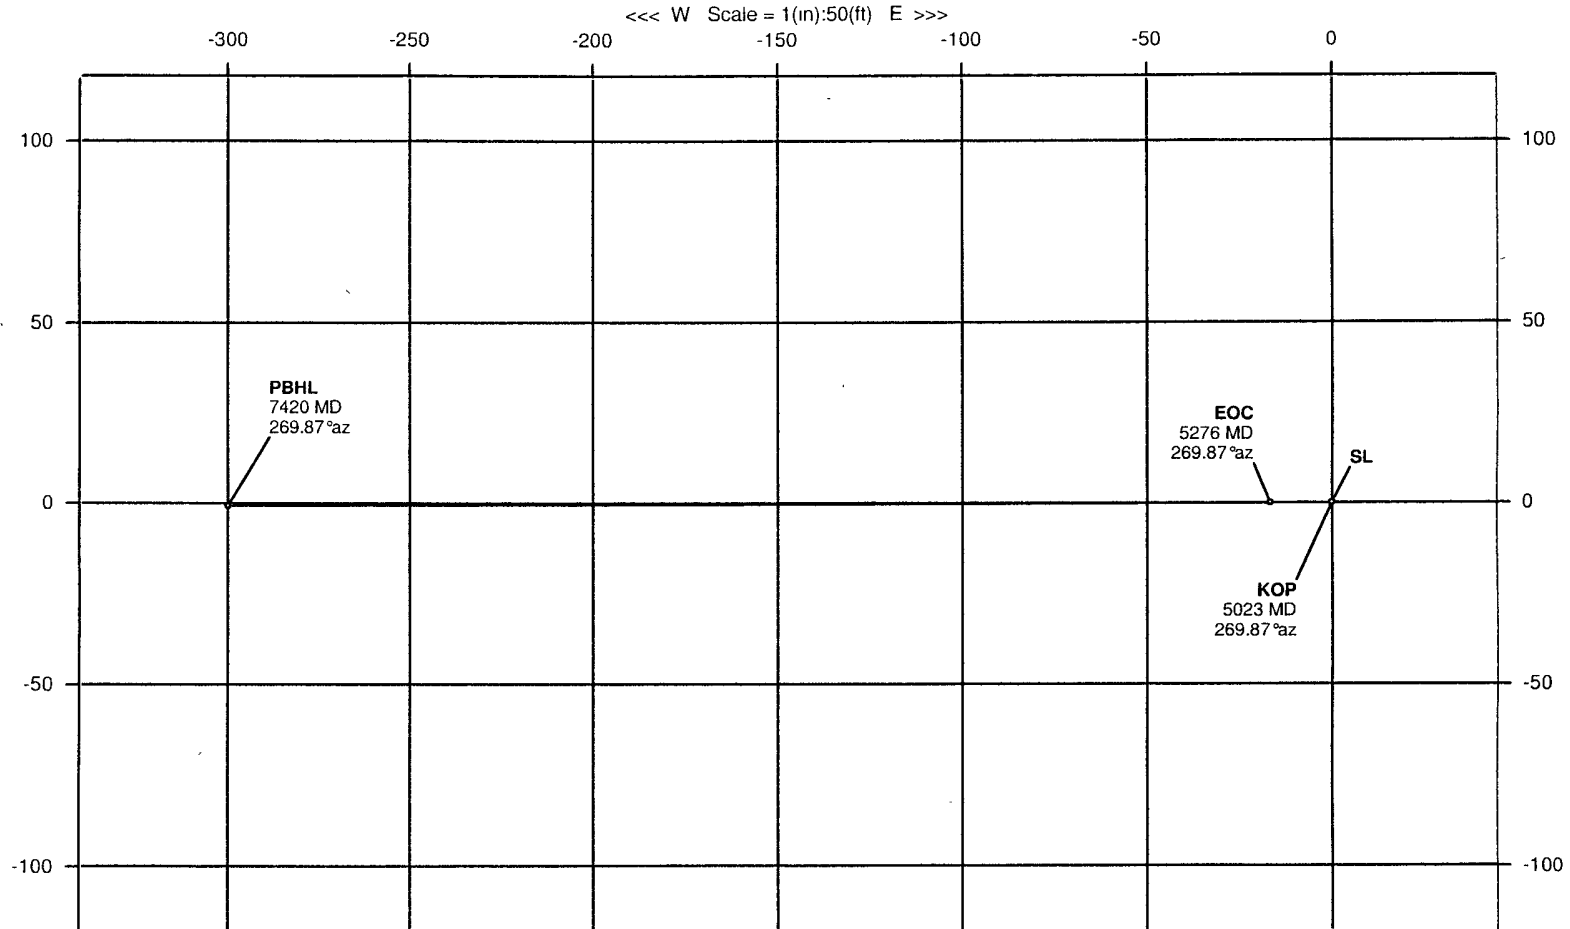 <<< W Scale = 1(in):50(ft) E >>>
-300 -250 -200 -150 -100 -50 0
100 100
50 50
PBHL
7420 MD
269.87°az
EOC
5276 MD
269.87°az
SL
0 0
KOP
5023 MD
269.87°az
-50 -50
-100 -100